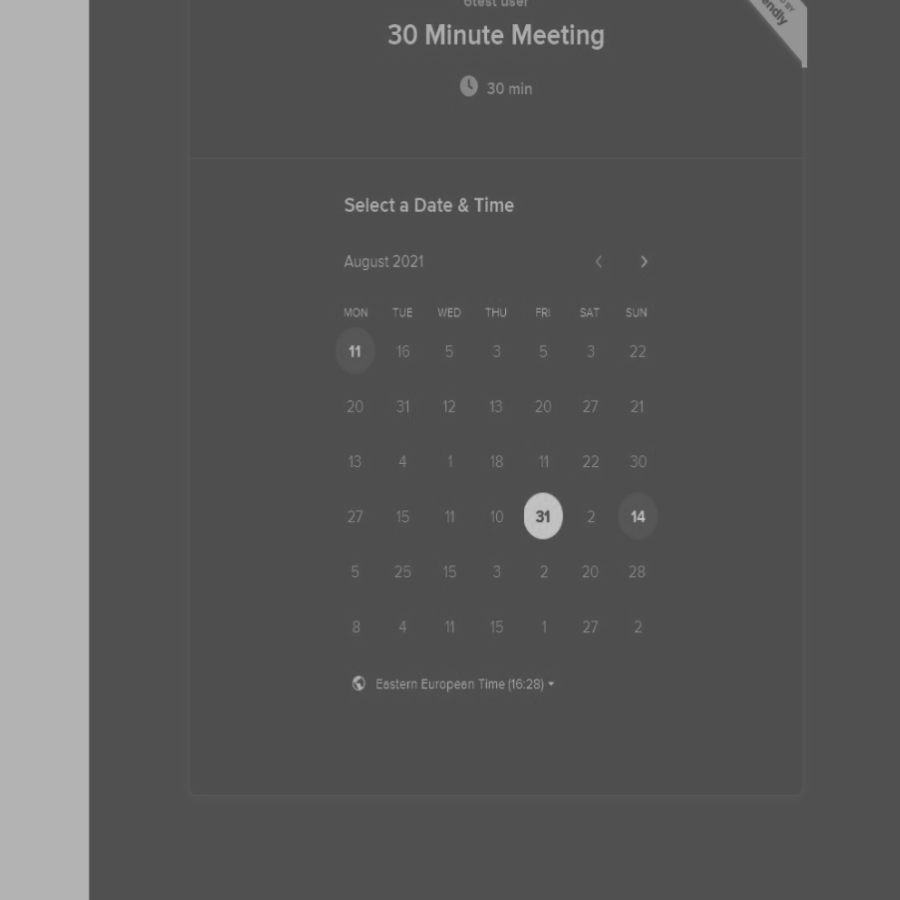 6test user
30 Minute Meeting
30 min
Select a Date & Time
August 2021
MON TUE WED THU FRI SAT SUN
11 16 5 3 5 3 22
20 31 12 13 20 27 21
13 4 1 18 11 22 30
27 15 11 10 31 2 14
5 25 15 3 2 20 28
8 4 11 15 1 27 2
Eastern European Time (16:28)